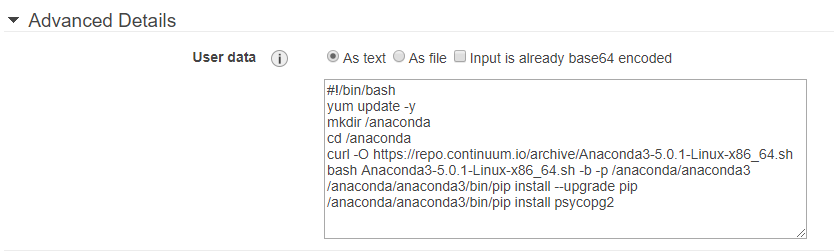 Advanced Details
User data i As text As file Input is already base64 encoded
#!/bin/bash
yum update -y
mkdir /anaconda
cd /anaconda
curl -O https://repo.continuum.io/archive/Anaconda3-5.0.1-Linux-x86_64.sh
bash Anaconda3-5.0.1-Linux-x86_64.sh -b -p /anaconda/anaconda3
/anaconda/anaconda3/bin/pip install --upgrade pip
/anaconda/anaconda3/bin/pip install psycopg2